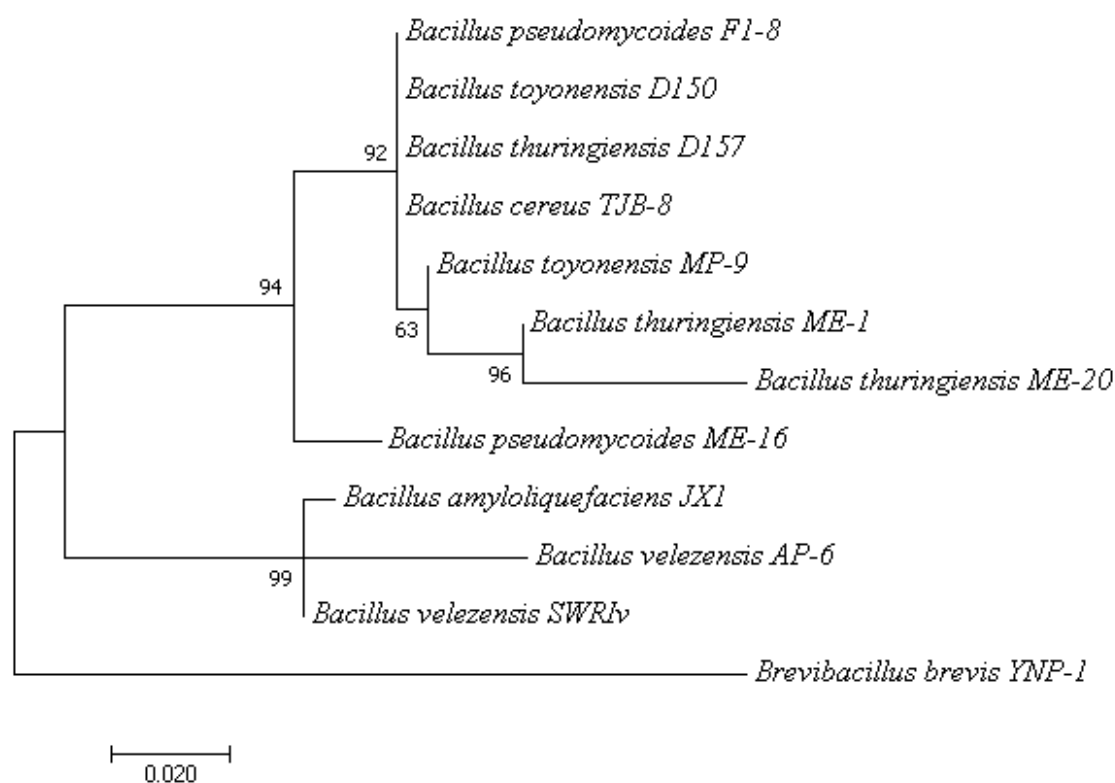 Bacillus pseudomycoides F1-8
Bacillus toyonensis D150
92
Bacillus thuringiensis D157
Bacillus cereus TJB-8
Bacillus toyonensis MP-9
94
63
Bacillus thuringiensis ME-1
96
Bacillus thuringiensis ME-20
Bacillus pseudomycoides ME-16
Bacillus amyloliquefaciens JX1
Bacillus velezensis AP-6
99
Bacillus velezensis SWRIv
Brevibacillus brevis YNP-1
0.020